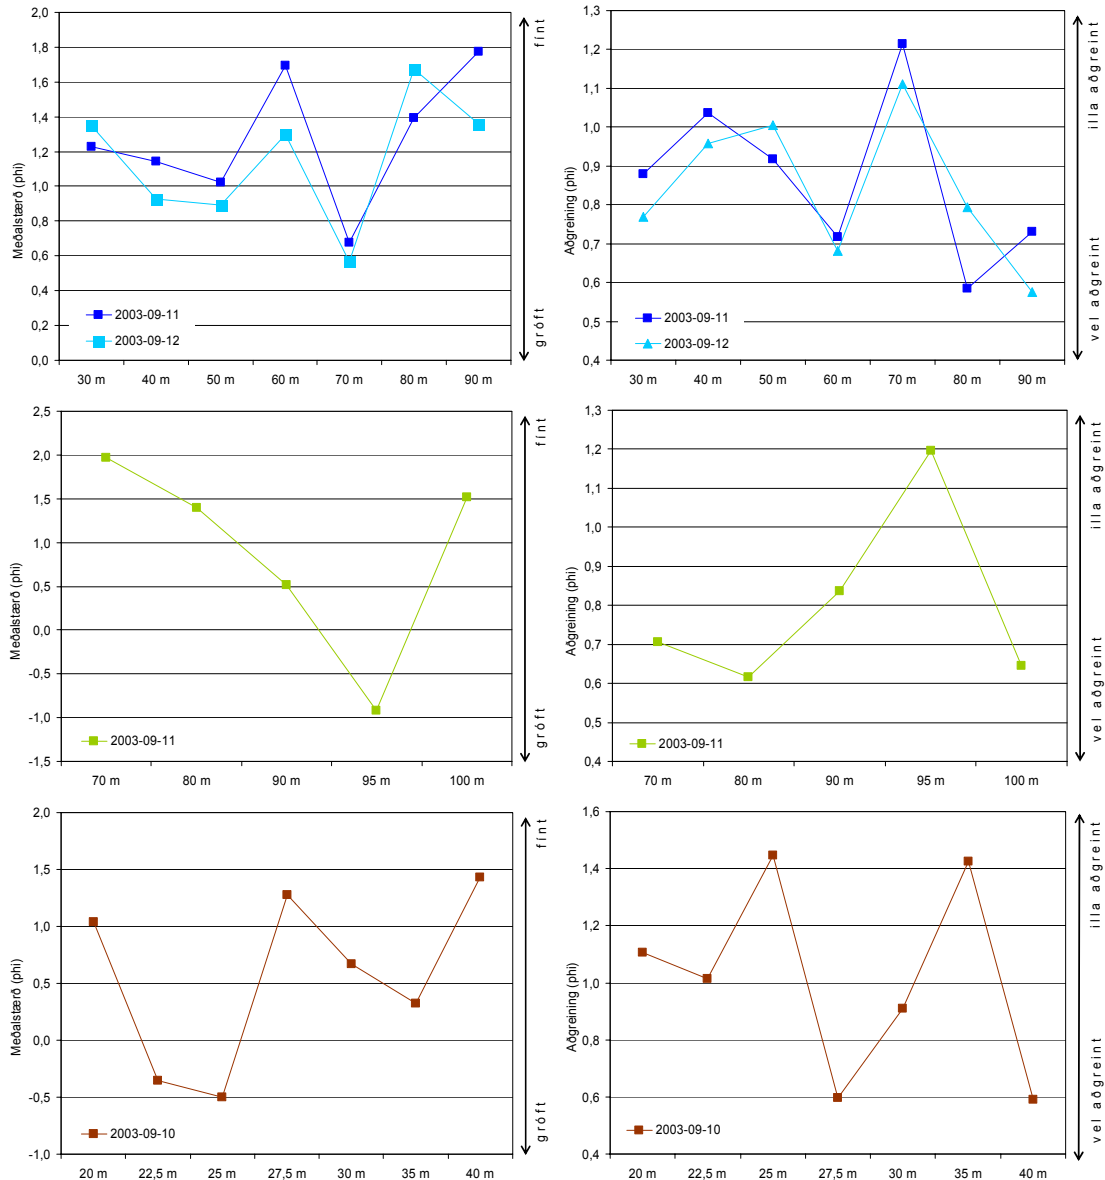 2,0
1,8
1,6
1,4
1,2
1,0
0,8
0,6
0,4
0,2
0,0
Meðalstærð (phi)
2003-09-11
2003-09-12
30 m 40 m 50 m 60 m 70 m 80 m 90 m
fínt
gróft
1,3
1,2
1,1
1,0
0,9
0,8
0,7
0,6
0,5
0,4
Aðgreining (phi)
2003-09-11
2003-09-12
30 m 40 m 50 m 60 m 70 m 80 m 90 m
illa aðgreint
vel aðgreint
2,5
2,0
1,5
1,0
0,5
0,0
-0,5
-1,0
-1,5
Meðalstærð (phi)
2003-09-11
70 m 80 m 90 m 95 m 100 m
fínt
gróft
1,3
1,2
1,1
1,0
0,9
0,8
0,7
0,6
0,5
0,4
Aðgreining (phi)
2003-09-11
70 m 80 m 90 m 95 m 100 m
illa aðgreint
vel aðgreint
2,0
1,5
1,0
0,5
0,0
-0,5
-1,0
Meðalstærð (phi)
2003-09-10
20 m 22,5 m 25 m 27,5 m 30 m 35 m 40 m
fínt
gróft
1,6
1,4
1,2
1,0
0,8
0,6
0,4
Aðgreining (phi)
2003-09-10
20 m 22,5 m 25 m 27,5 m 30 m 35 m 40 m
illa aðgreint
vel aðgreint